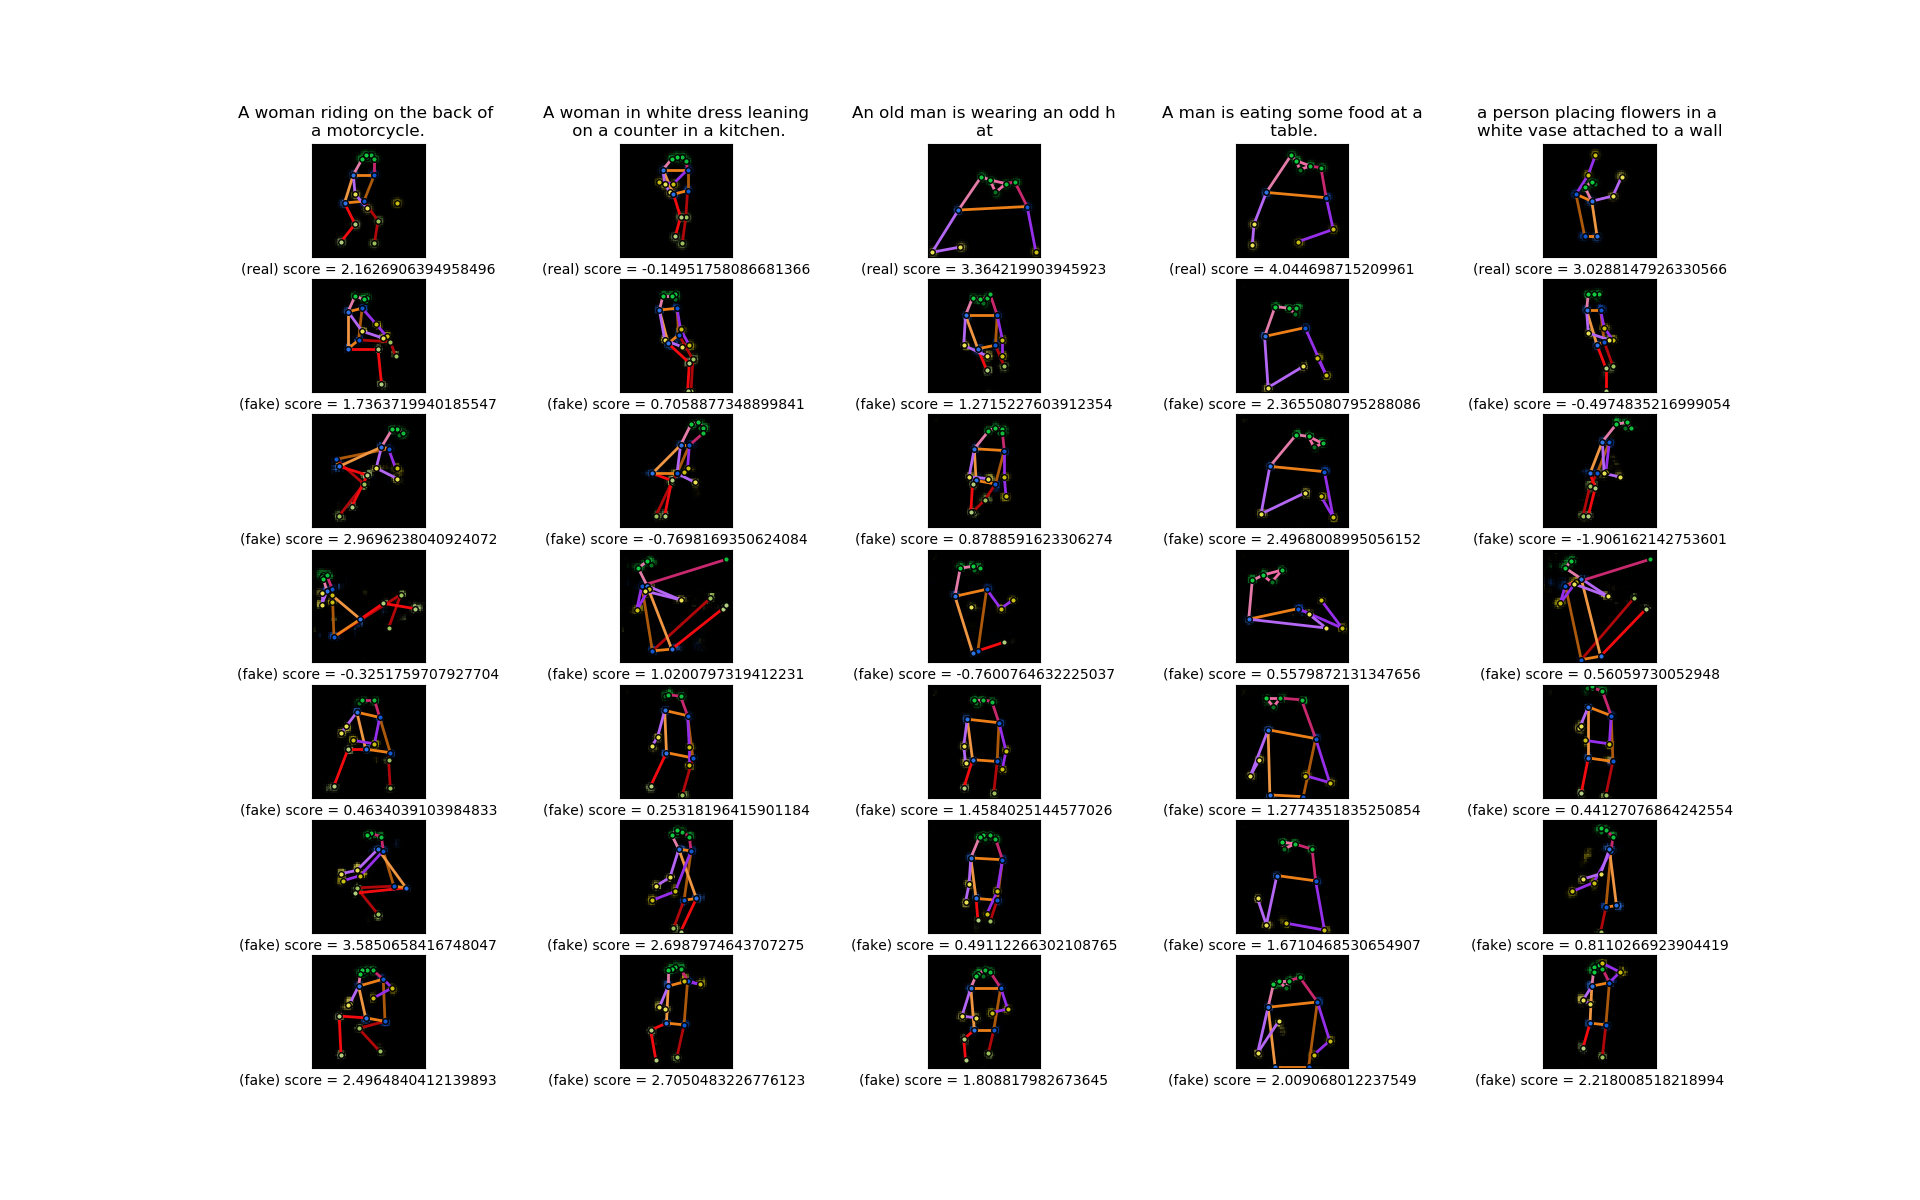 A woman riding on the back of
a motorcycle.
A woman in white dress leaning
on a counter in a kitchen.
An old man is wearing an odd h
at
A man is eating some food at a
table.
a person placing flowers in a
white vase attached to a wall
(real) score = 2.1626906394958496
(real) score = -0.14951758086681366
(real) score = 3.364219903945923
(real) score = 4.044698715209961
(real) score = 3.0288147926330566
(fake) score = 1.7363719940185547
(fake) score = 0.7058877348899841
(fake) score = 1.2715227603912354
(fake) score = 2.3655080795288086
(fake) score = -0.4974835216999054
(fake) score = 2.9696238040924072
(fake) score = -0.7698169350624084
(fake) score = 0.8788591623306274
(fake) score = 2.4968008995056152
(fake) score = -1.906162142753601
(fake) score = -0.3251759707927704
(fake) score = 1.0200797319412231
(fake) score = -0.7600764632225037
(fake) score = 0.5579872131347656
(fake) score = 0.56059730052948
(fake) score = 0.4634039103984833
(fake) score = 0.25318196415901184
(fake) score = 1.4584025144577026
(fake) score = 1.2774351835250854
(fake) score = 0.44127076864242554
(fake) score = 3.5850658416748047
(fake) score = 2.6987974643707275
(fake) score = 0.49112266302108765
(fake) score = 1.6710468530654907
(fake) score = 0.8110266923904419
(fake) score = 2.4964840412139893
(fake) score = 2.7050483226776123
(fake) score = 1.808817982673645
(fake) score = 2.009068012237549
(fake) score = 2.218008518218994